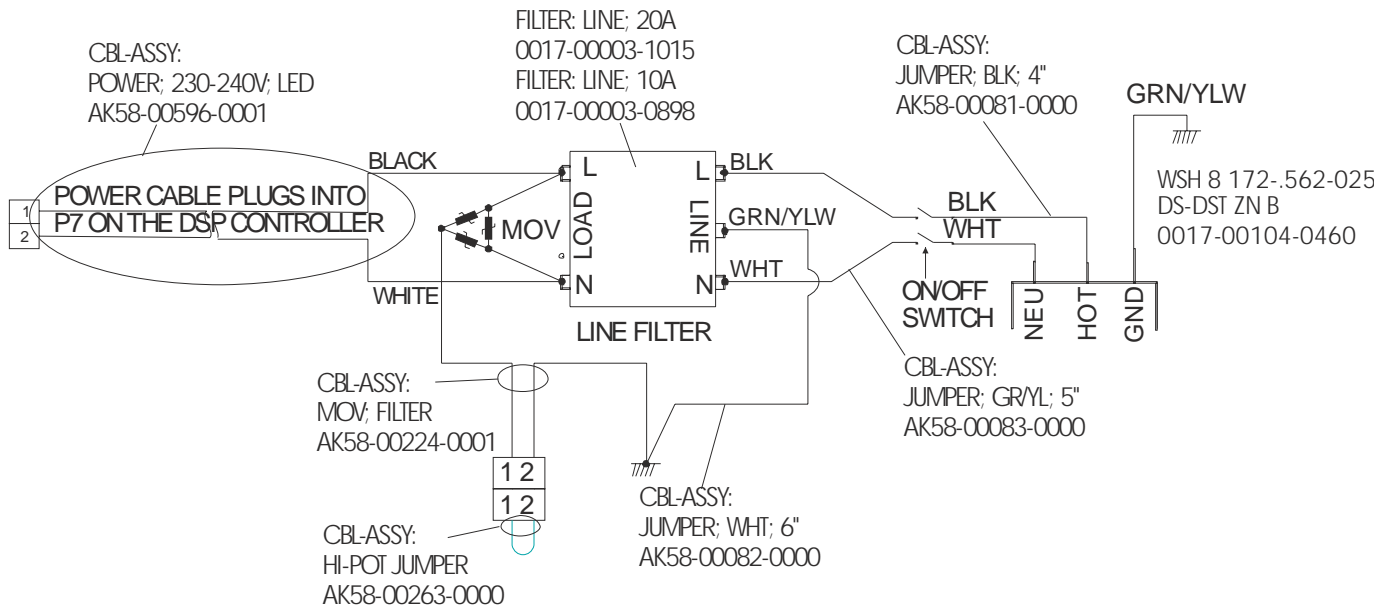 CBL-ASSY:
POWER; 230-240V; LED
AK58-00596-0001
FILTER: LINE; 20A
0017-00003-1015
FILTER: LINE; 10A
0017-00003-0898
CBL-ASSY:
JUMPER; BLK; 4"
AK58-00081-0000
GRN/YLW
WSH 8 172-.562-025
DS-DST ZN B
0017-00104-0460
1
2
POWER CABLE PLUGS INTO
P7 ON THE DSP CONTROLLER
BLACK
WHITE
MOV
L
LOAD
N
L
LINE
N
LINE FILTER
BLK
GRN/YLW
WHT
BLK
WHT
ON/OFF
SWITCH
NEU
HOT
GND
CBL-ASSY:
MOV; FILTER
AK58-00224-0001
1 2
1 2
CBL-ASSY:
HI-POT JUMPER
AK58-00263-0000
CBL-ASSY:
JUMPER; WHT; 6"
AK58-00082-0000
CBL-ASSY:
JUMPER; GR/YL; 5"
AK58-00083-0000